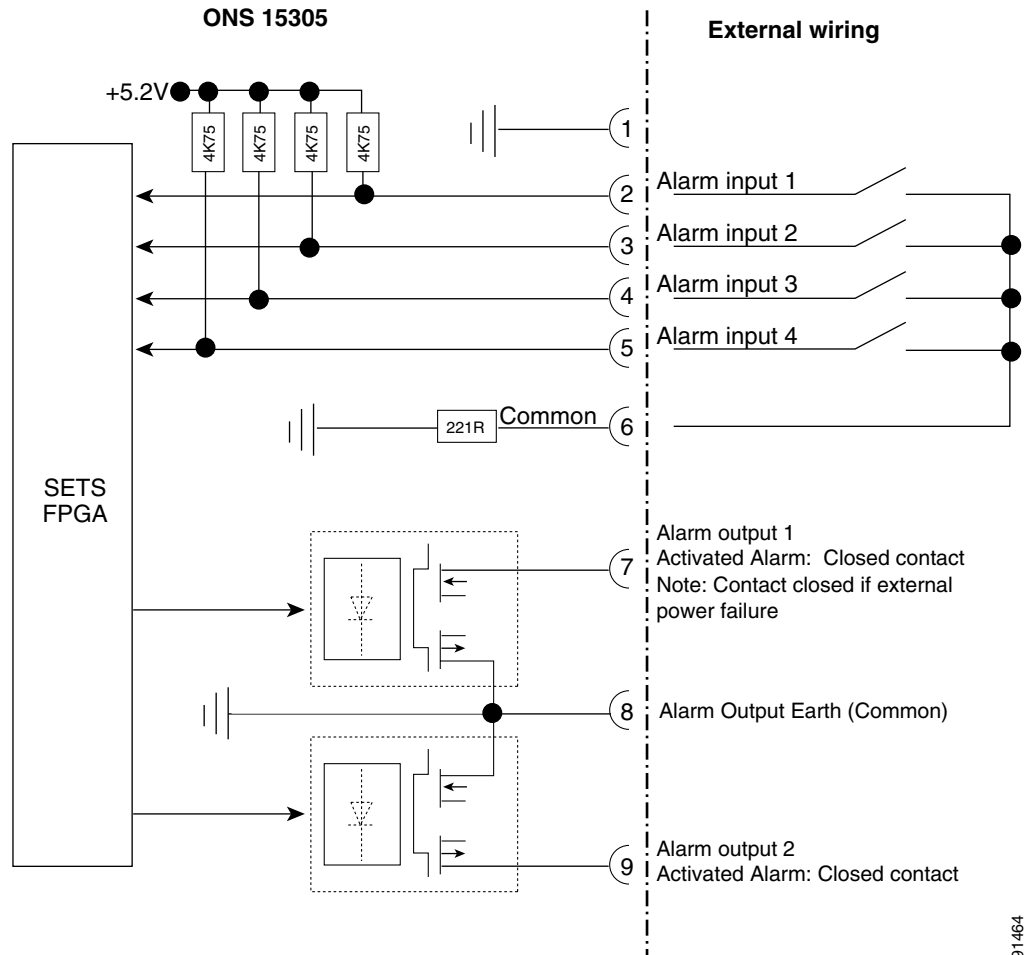 ONS 15305
External wiring
+5.2V
4K75
4K75
4K75
4K75
1
2
Alarm input 1
3
Alarm input 2
4
Alarm input 3
5
Alarm input 4
221R
Common
6
SETS
FPGA
7
Alarm output 1
Activated Alarm: Closed contact
Note: Contact closed if external
power failure
8
Alarm Output Earth (Common)
9
Alarm output 2
Activated Alarm: Closed contact
91464